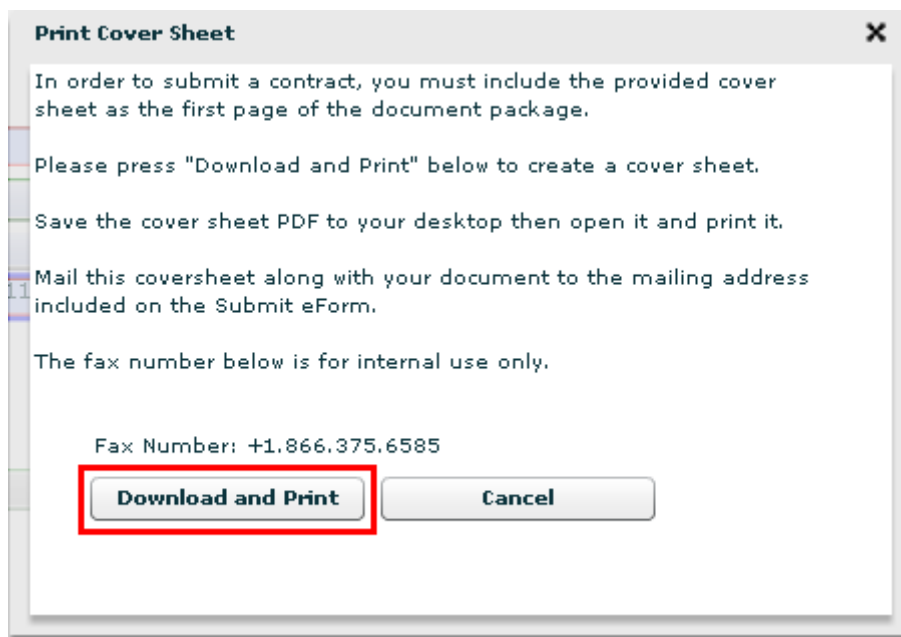 Print Cover Sheet
In order to submit a contract, you must include the provided cover
sheet as the first page of the document package.
Please press "Download and Print" below to create a cover sheet.
Save the cover sheet PDF to your desktop then open it and print it.
Mail this coversheet along with your document to the mailing address
11
included on the Submit eForm.
The fax number below is for internal use only.
Fax Number: +1.866.375.6585
Download and Print
Cancel